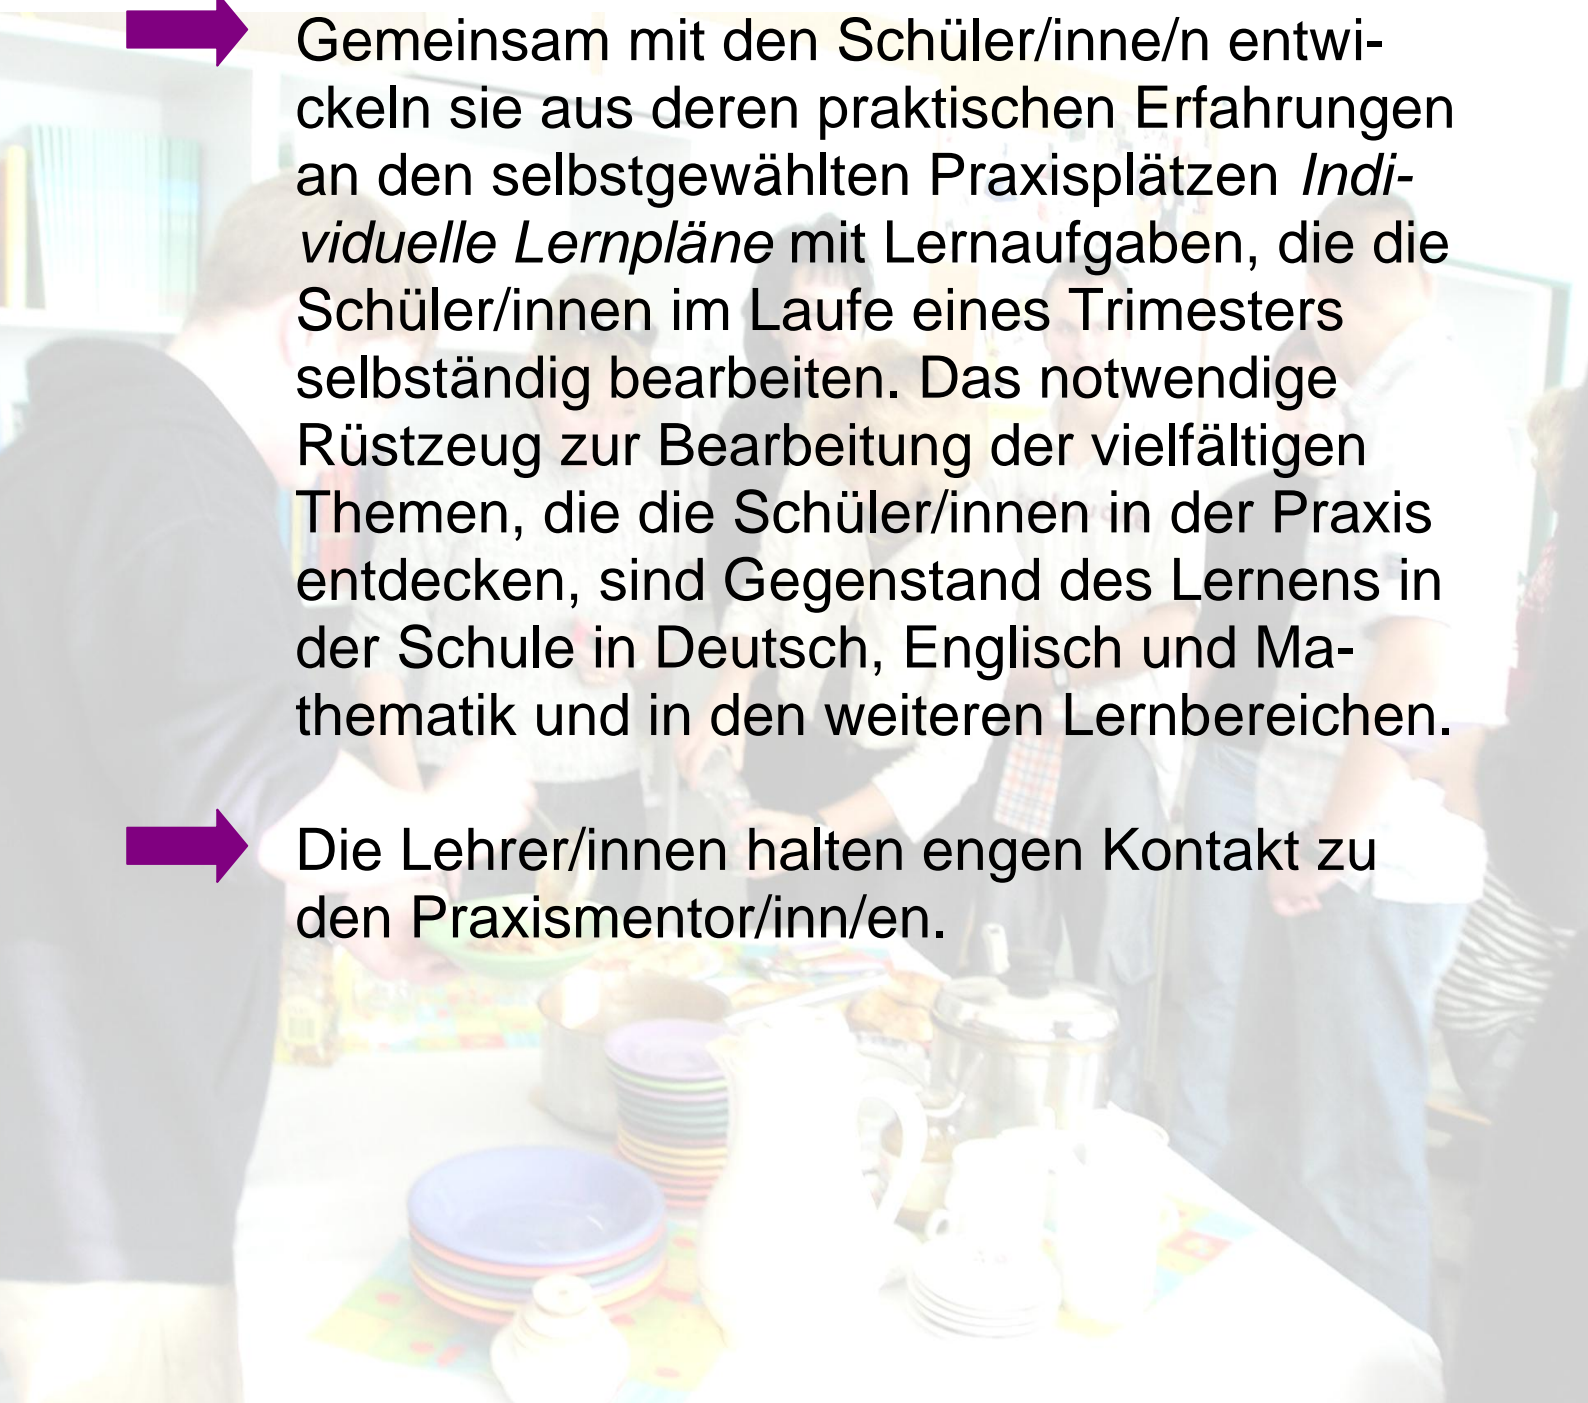 Gemeinsam mit den Schüler/inne/n entwi-
ckeln sie aus deren praktischen Erfahrungen
an den selbstgewählten Praxisplätzen Indi-
viduelle Lernpläne mit Lernaufgaben, die die
Schüler/innen im Laufe eines Trimesters
selbständig bearbeiten. Das notwendige
Rüstzeug zur Bearbeitung der vielfältigen
Themen, die die Schüler/innen in der Praxis
entdecken, sind Gegenstand des Lernens in
der Schule in Deutsch, Englisch und Ma-
thematik und in den weiteren Lernbereichen.
Die Lehrer/innen halten engen Kontakt zu
den Praxismentor/inn/en.